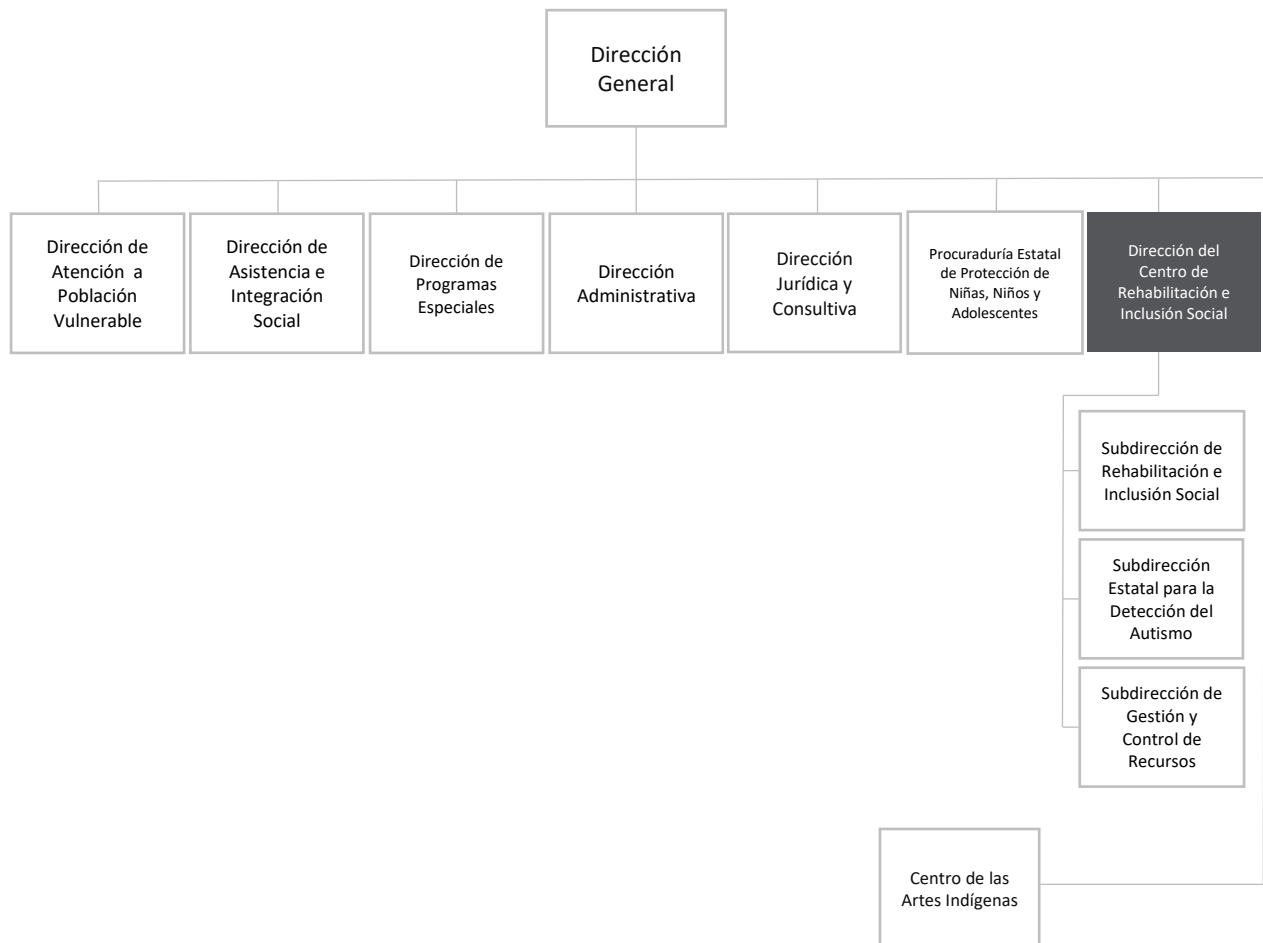 Dirección
General
Dirección de
Atención a
Población
Vulnerable
Dirección de
Asistencia e
Integración
Social
Dirección de
Programas
Especiales
Dirección
Administrativa
Dirección
Jurídica y
Consultiva
Procuraduría Estatal
de Protección de
Niñas, Niños y
Adolescentes
Dirección del
Centro de
Rehabilitación e
Inclusión Social
Subdirección de
Rehabilitación e
Inclusión Social
Subdirección
Estatal para la
Detección del
Autismo
Subdirección de
Gestión y
Control de
Recursos
Centro de las
Artes Indígenas